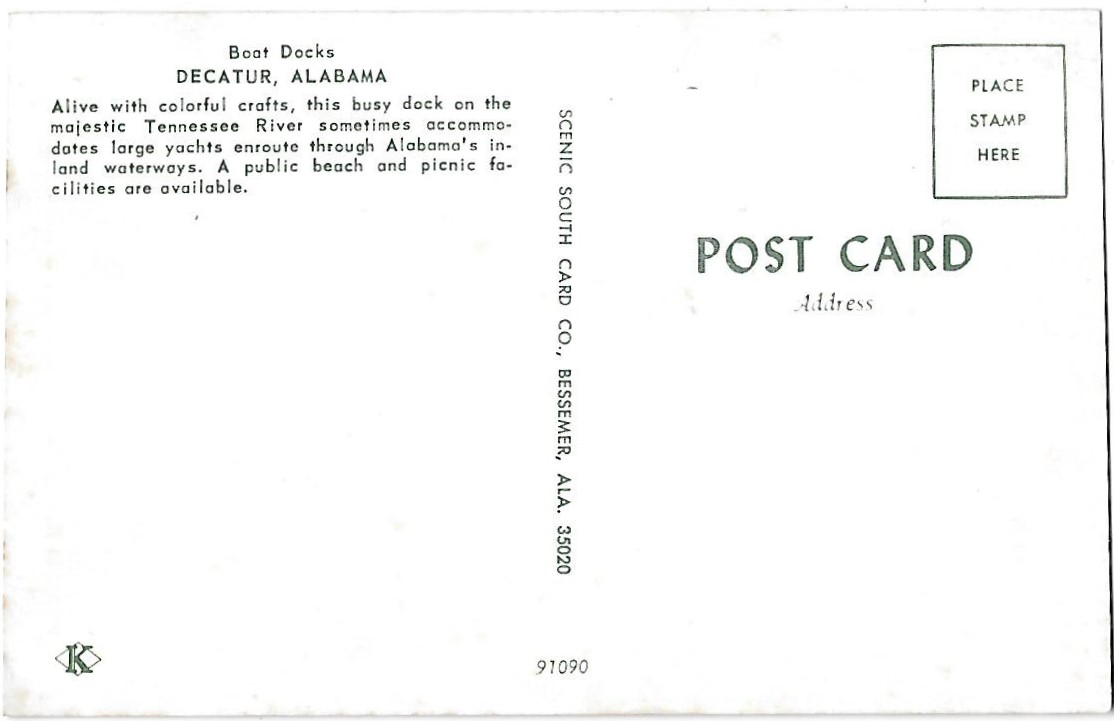 Boat Docks
DECATUR, ALABAMA
Alive with colorful crafts, this busy dock on the
majestic Tennessee River sometimes accommo-
dates large yachts enroute through Alabama's in-
land waterways. A public beach and picnic fa-
cilities are available.
SCENIC SOUTH CARD CO., BESSEMER, ALA. 35020
PLACE
STAMP
HERE
POST CARD
Address
K
91090